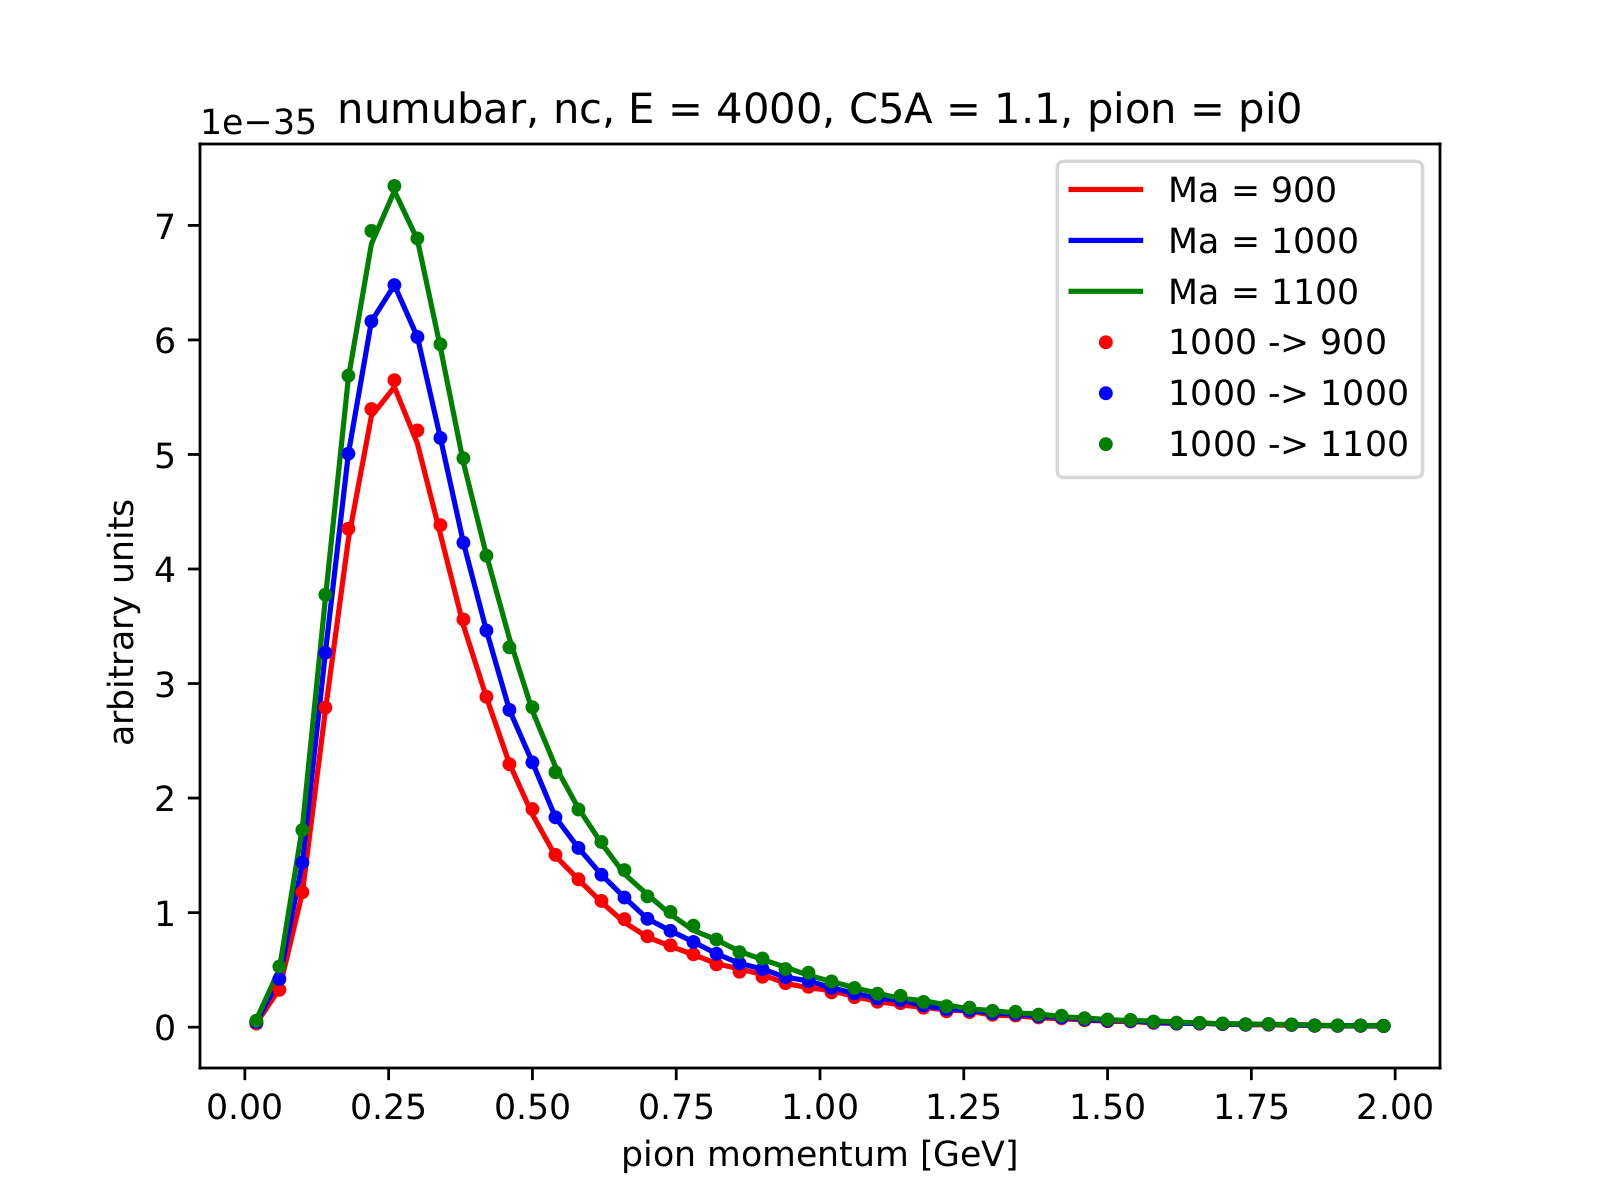 numubar, nc, E = 4000, C5A = 1.1, pion = pi0
1e−35
Ma = 900
Ma = 1000
Ma = 1100
1000 -> 900
1000 -> 1000
1000 -> 1100
7
6
5
4
3
2
1
0
arbitrary units
0.00 0.25 0.50 0.75 1.00 1.25 1.50 1.75 2.00
pion momentum [GeV]